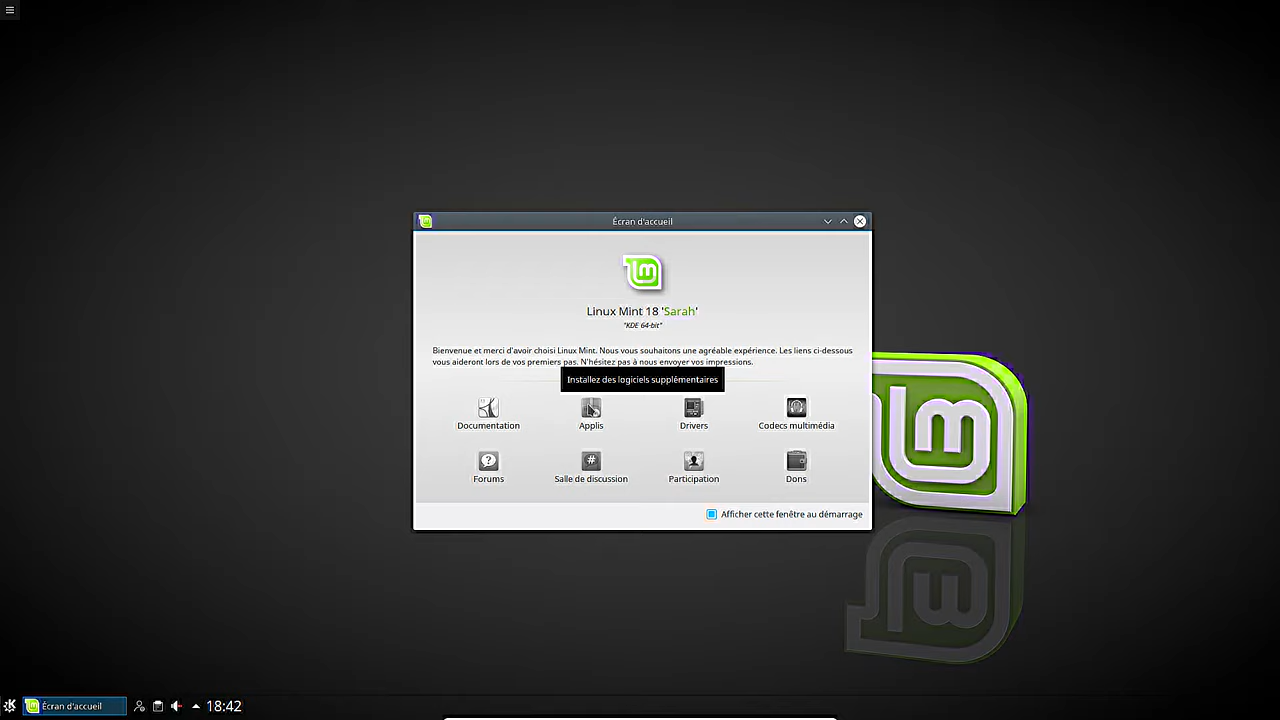 Écran d'accueil
Linux Mint 18 'Sarah'
"KDE 64-bit"
Bienvenue et merci d'avoir choisi Linux Mint. Nous vous souhaitons une agréable expérience. Les liens ci-dessous
vous aideront lors de vos premiers pas. N'hésitez pas à nous envoyer vos impressions.
Installez des logiciels supplémentaires
Documentation
Applis
Drivers
Codecs multimédia
Forums
Salle de discussion
Participation
Dons
Afficher cette fenêtre au démarrage
Écran d'accueil
18:42